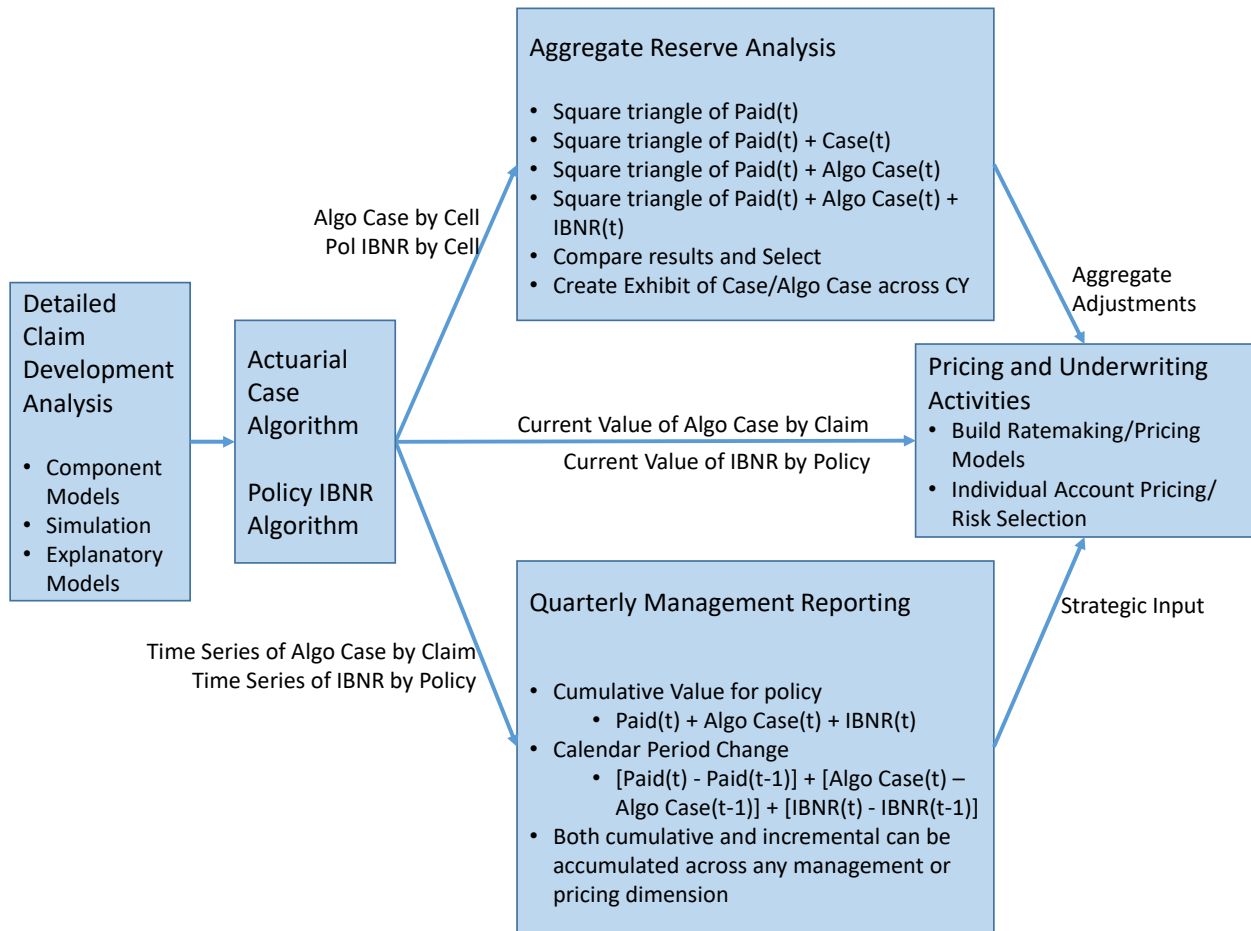 Aggregate Reserve Analysis
• Square triangle of Paid(t)
• Square triangle of Paid(t) + Case(t)
• Square triangle of Paid(t) + Algo Case(t)
• Square triangle of Paid(t) + Algo Case(t) +
IBNR(t)
• Compare results and Select
• Create Exhibit of Case/Algo Case across CY
Algo Case by Cell
Pol IBNR by Cell
Aggregate
Adjustments
Detailed
Claim
Development
Analysis
• Component
Models
• Simulation
• Explanatory
Models
Actuarial
Case
Algorithm
Policy IBNR
Algorithm
Current Value of Algo Case by Claim
Current Value of IBNR by Policy
Pricing and Underwriting
Activities
• Build Ratemaking/Pricing
Models
• Individual Account Pricing/
Risk Selection
Time Series of Algo Case by Claim
Time Series of IBNR by Policy
Quarterly Management Reporting
• Cumulative Value for policy
• Paid(t) + Algo Case(t) + IBNR(t)
• Calendar Period Change
• [Paid(t) - Paid(t-1)] + [Algo Case(t) –
Algo Case(t-1)] + [IBNR(t) - IBNR(t-1)]
• Both cumulative and incremental can be
accumulated across any management or
pricing dimension
Strategic Input